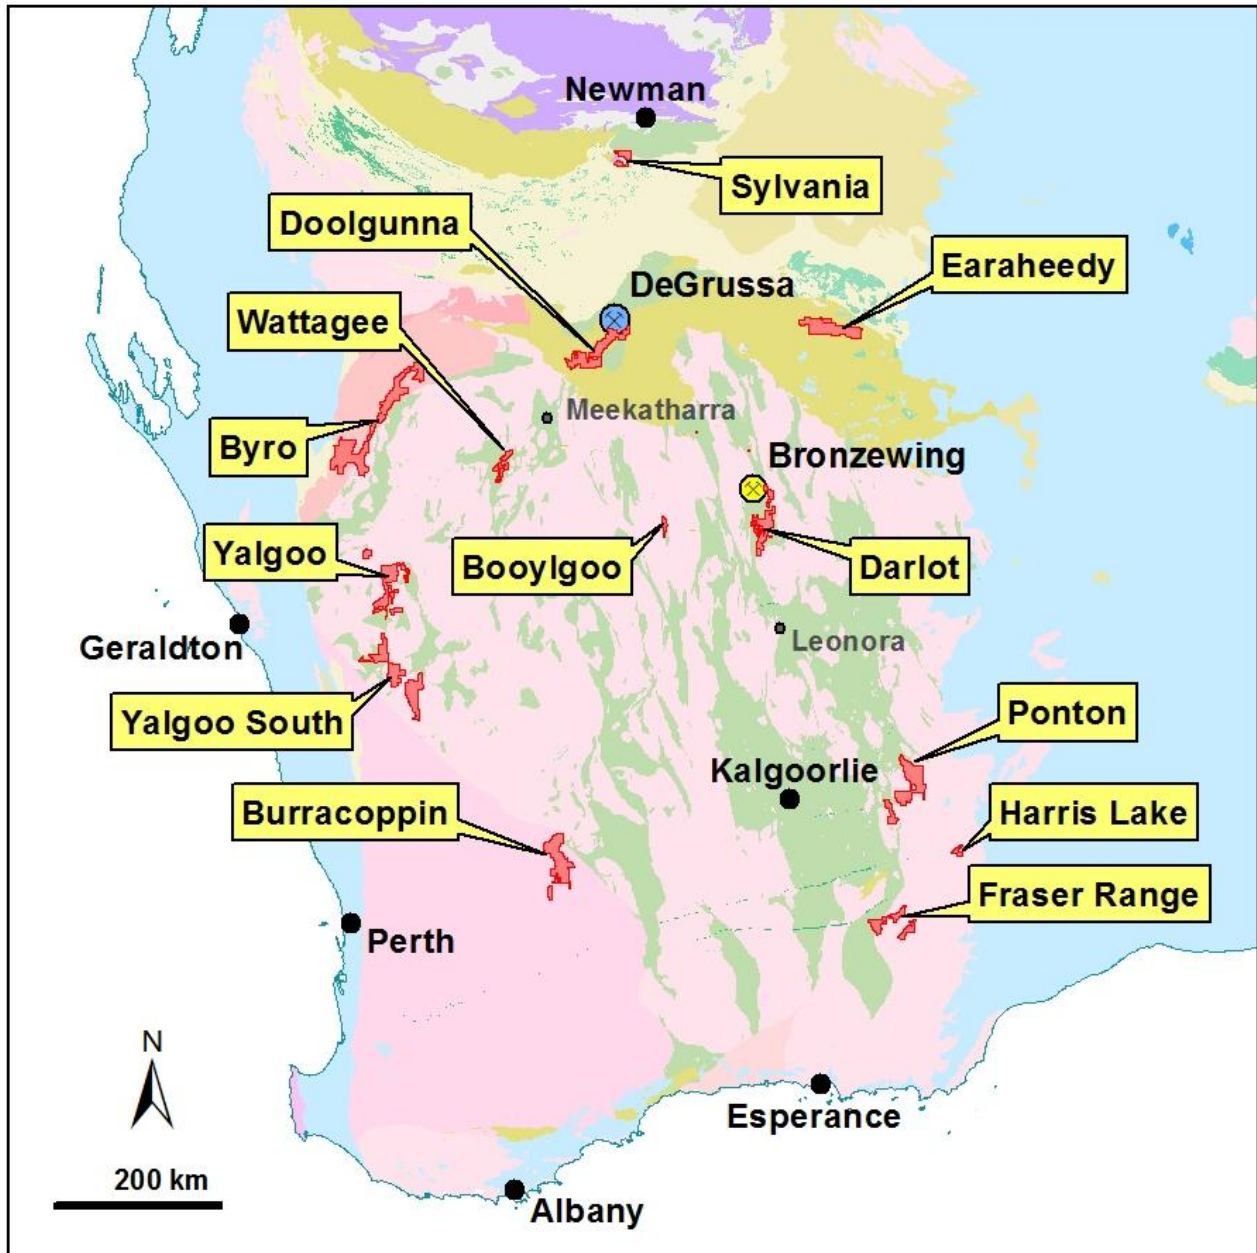 Newman
Sylvania
Doolgunna
Earaheedy
DeGrussa
Wattagee
Meekatharra
Byro
Bronzewing
Yalgoo
Booylgoo
Darlot
Geraldton
Leonora
Yalgoo South
Ponton
Kalgoorlie
Burracoppin
Harris Lake
Fraser Range
Perth
N
Esperance
200 km
Albany